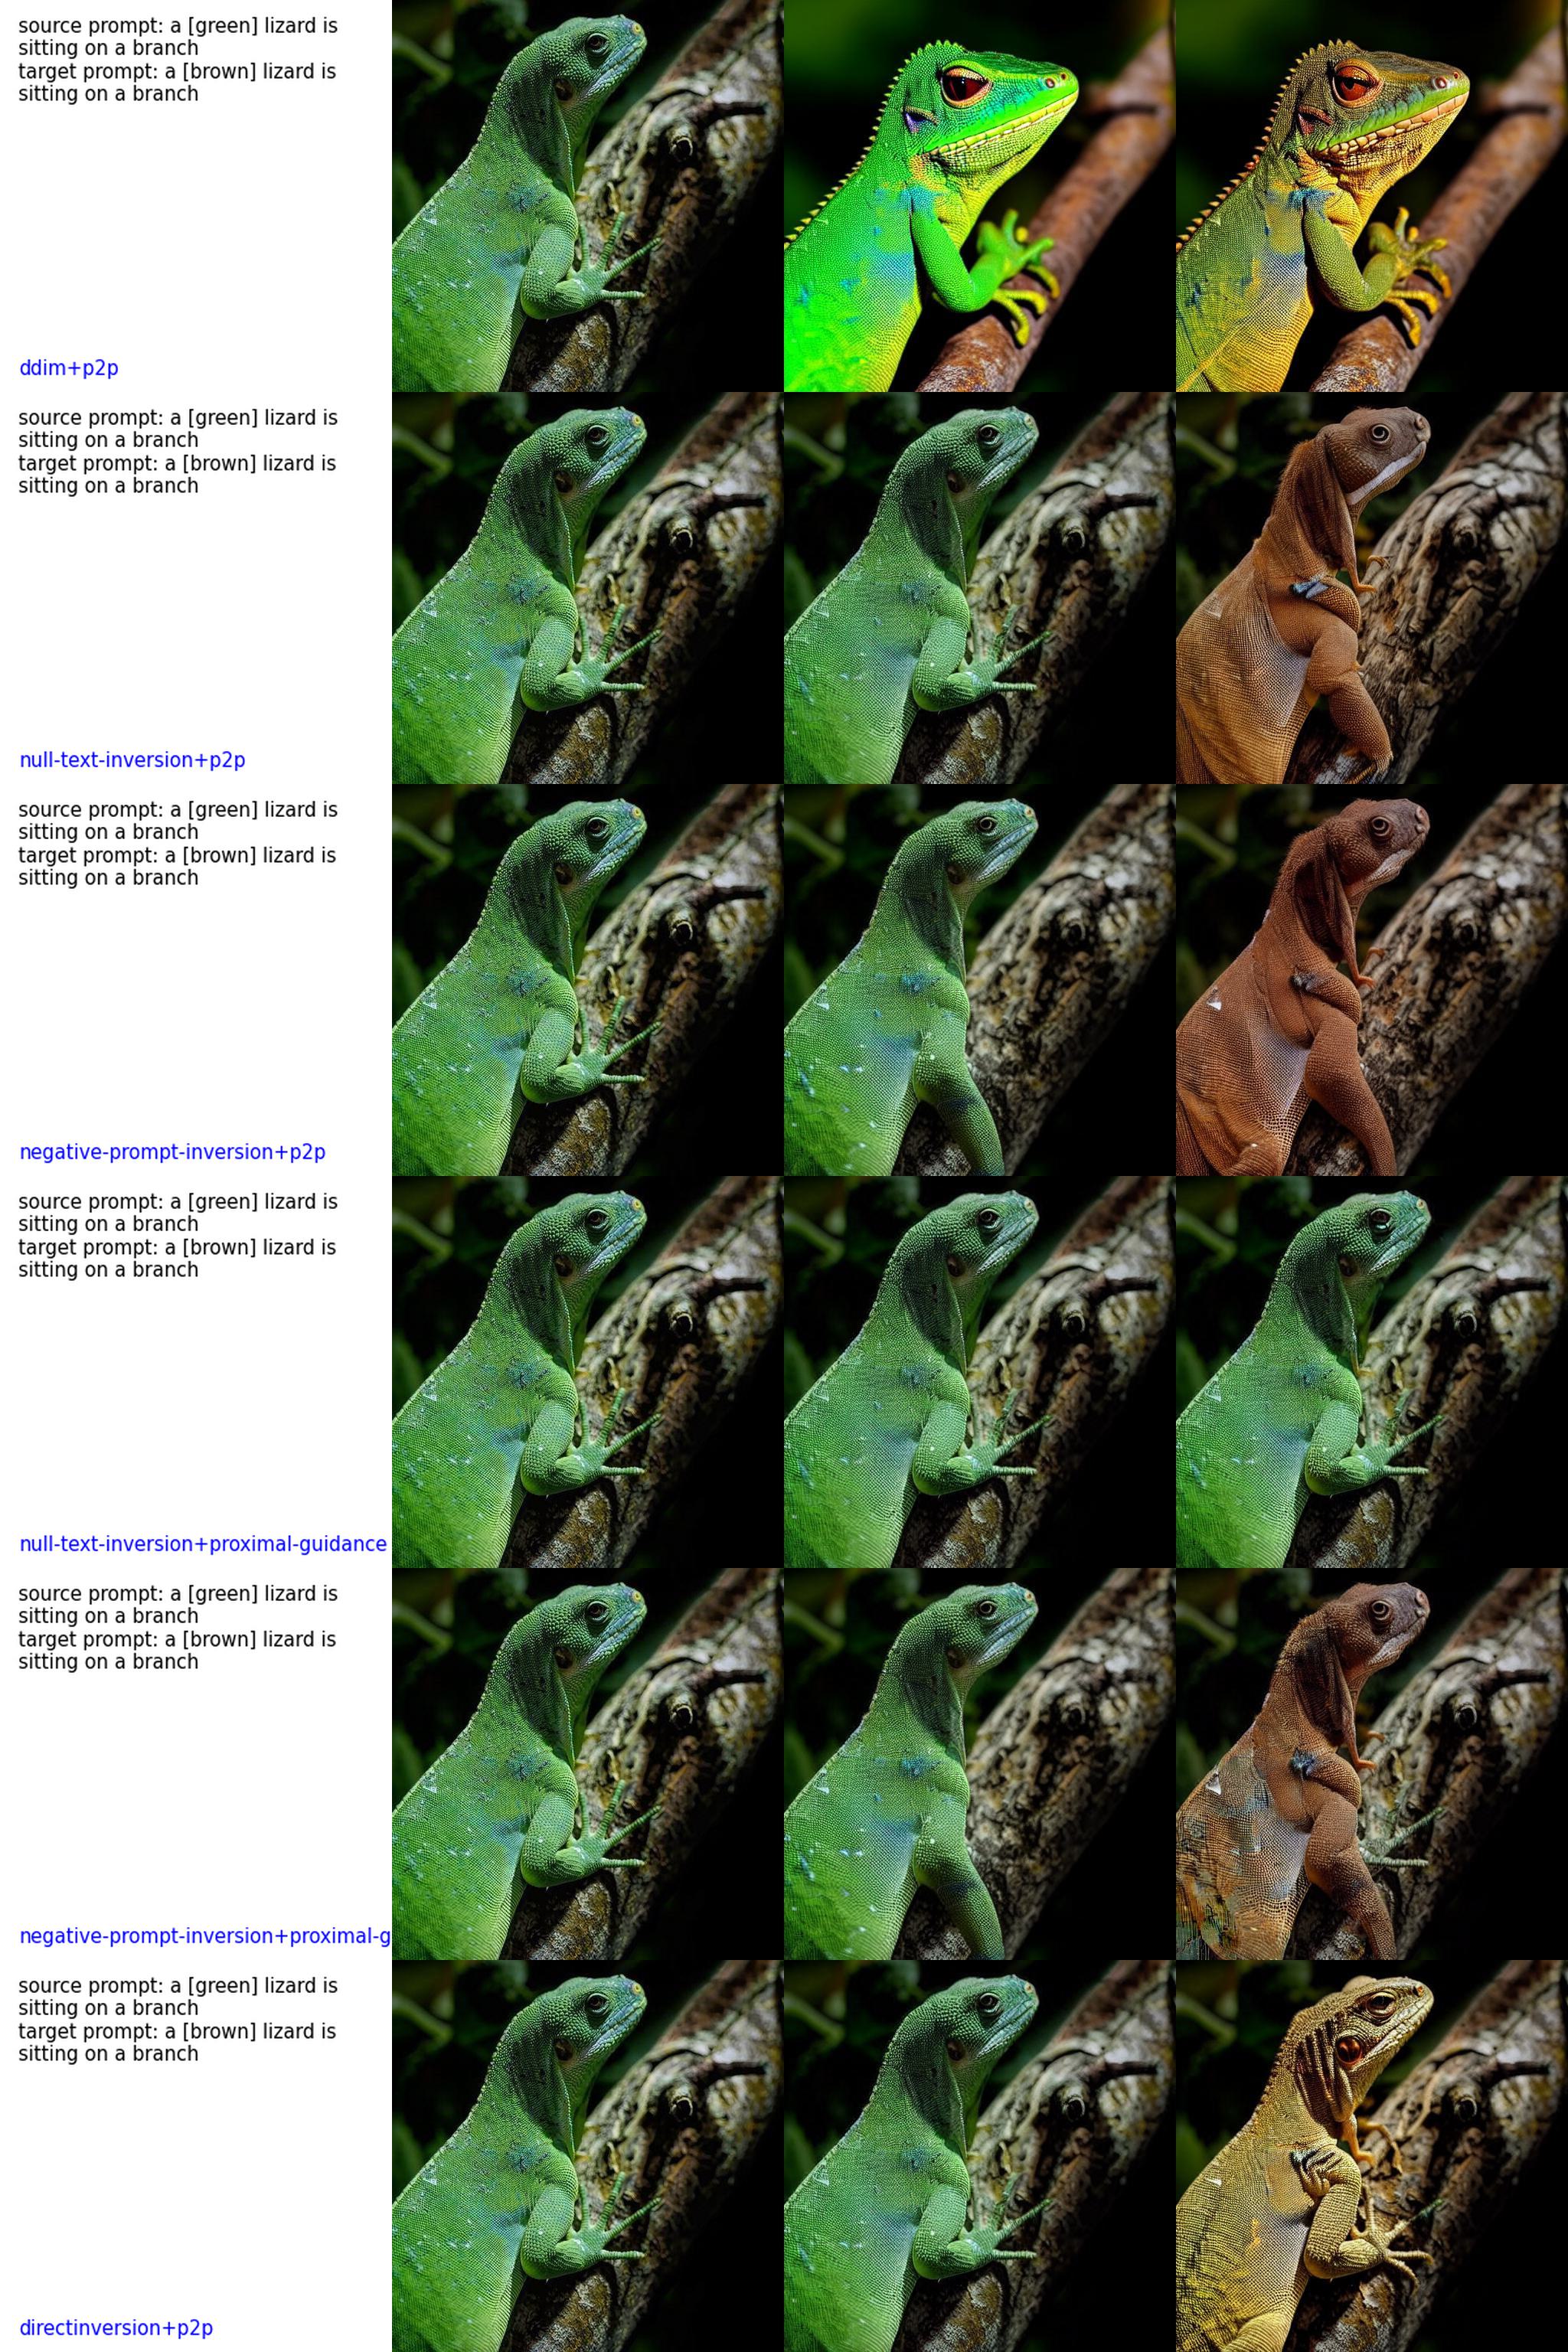 source prompt: a [green] lizard is
sitting on a branch
target prompt: a [brown] lizard is
sitting on a branch
ddim+p2p
source prompt: a [green] lizard is
sitting on a branch
target prompt: a [brown] lizard is
sitting on a branch
null-text-inversion+p2p
source prompt: a [green] lizard is
sitting on a branch
target prompt: a [brown] lizard is
sitting on a branch
negative-prompt-inversion+p2p
source prompt: a [green] lizard is
sitting on a branch
target prompt: a [brown] lizard is
sitting on a branch
null-text-inversion+proximal-guidance
source prompt: a [green] lizard is
sitting on a branch
target prompt: a [brown] lizard is
sitting on a branch
negative-prompt-inversion+proximal-g
source prompt: a [green] lizard is
sitting on a branch
target prompt: a [brown] lizard is
sitting on a branch
directinversion+p2p